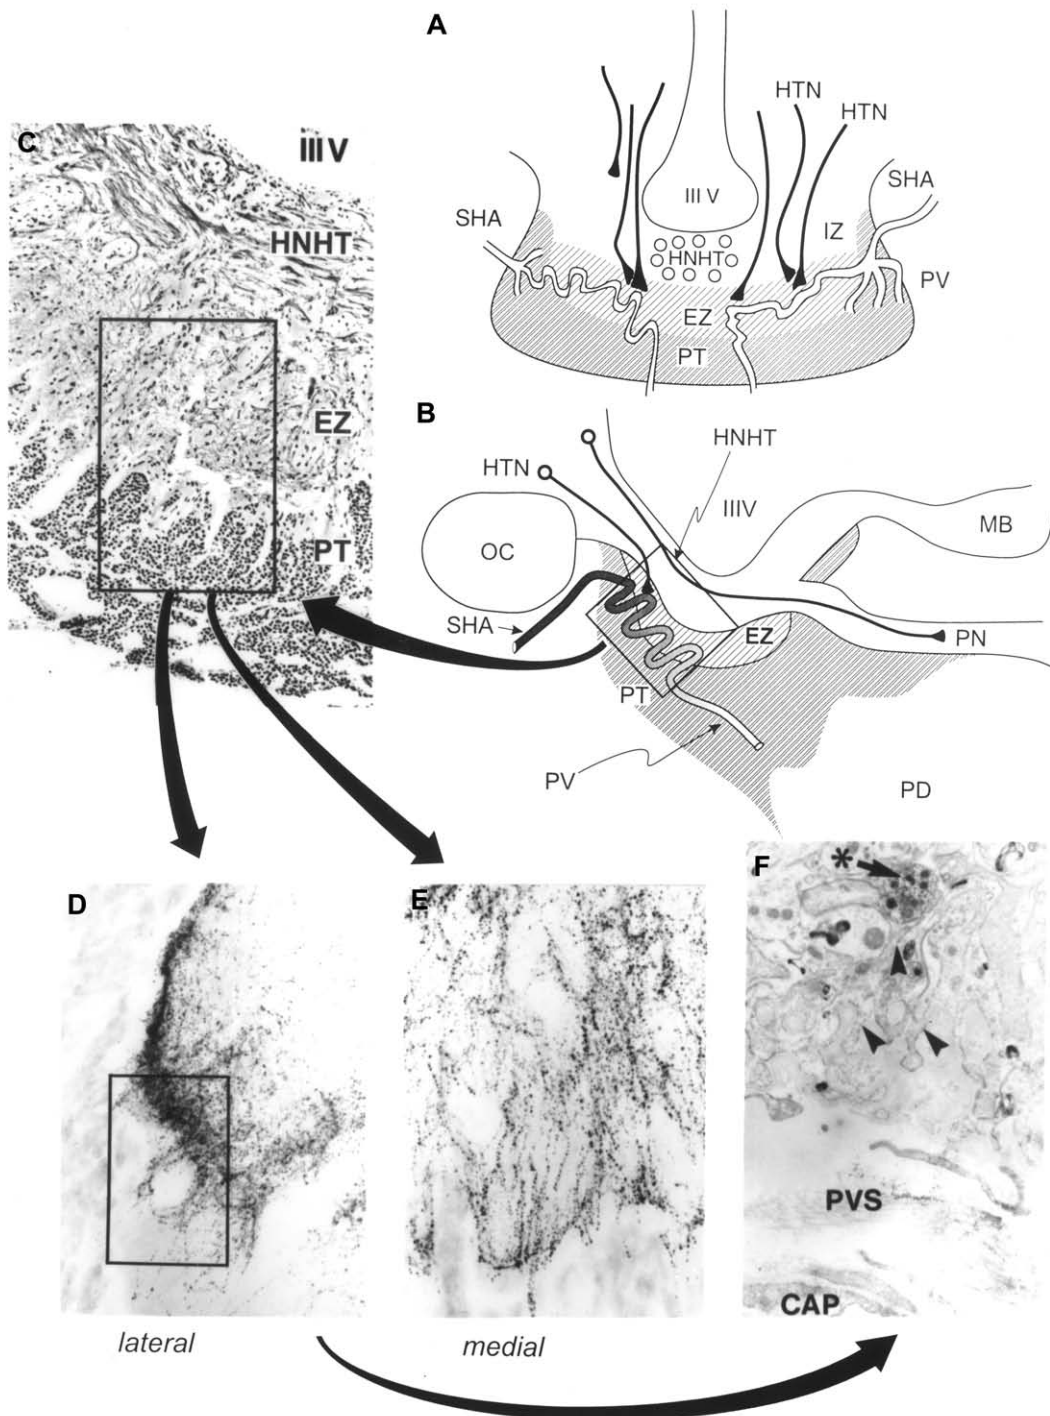 A
HTN
HTN
SHA
III V
SHA
IZ
HNHT
PV
EZ
PT
C
III V
HNHT
EZ
PT
B
HNHT
HTN
IIIV
MB
OC
SHA
EZ
PN
PT
PV
PD
D
E
F
*
PVS
CAP
lateral
medial